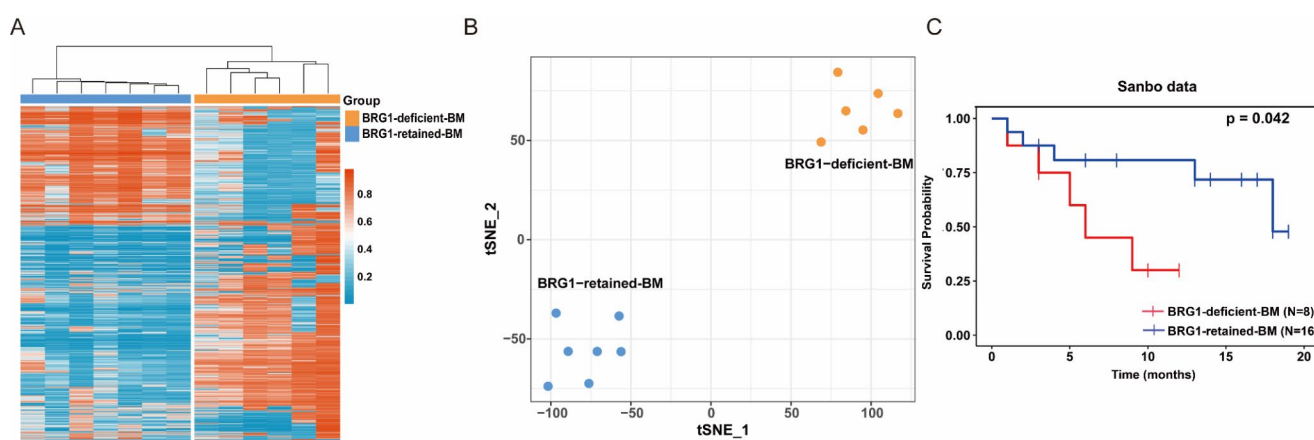 A
Group
BRG1-deficient-BM
BRG1-retained-BM
0.8
0.6
0.4
0.2
B
tSNE_2
50
0
−50
BRG1−deficient-BM
BRG1−retained-BM
−100
−50
0
50
100
tSNE_1
C
Sanbo data
p = 0.042
Survival Probability
1.00
0.75
0.50
0.25
0.00
BRG1-deficient-BM (N=8)
BRG1-retained-BM (N=16
0
5
10
15
20
Time (months)